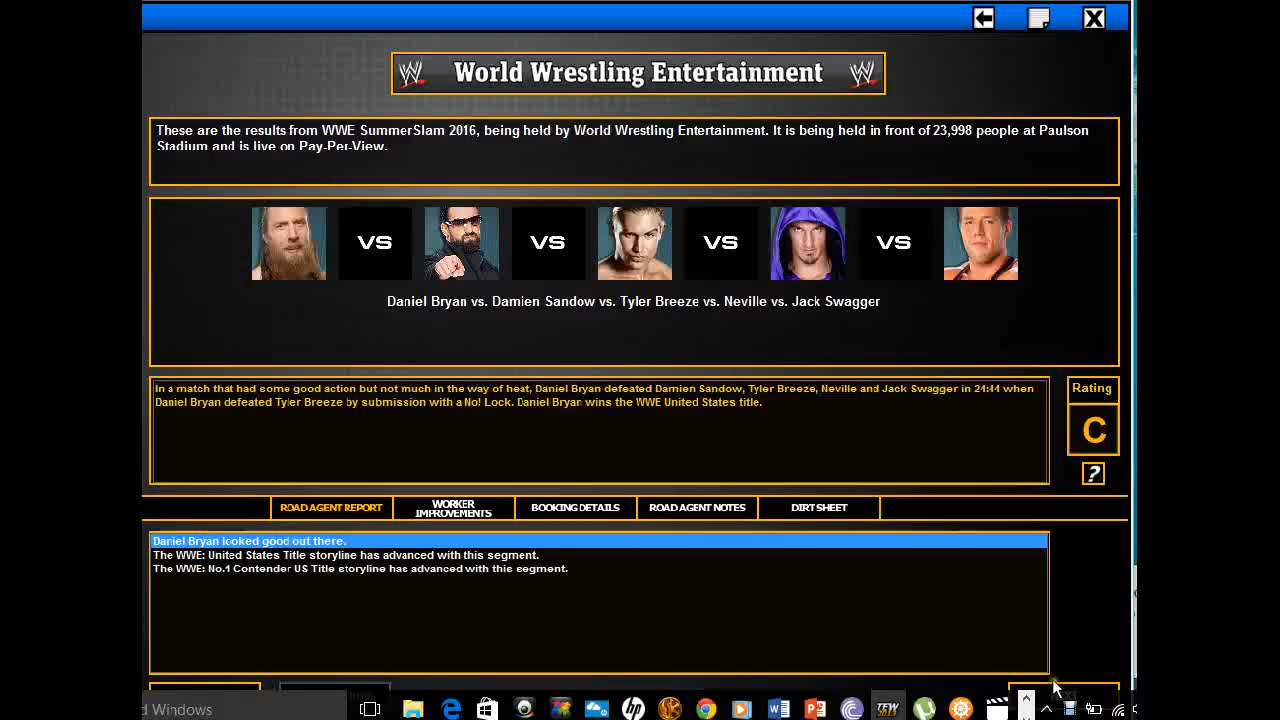 World Wrestling Entertainment
These are the results from WWE SummerSlam 2016, being held by World Wrestling Entertainment. It is being held in front of 23,998 people at Paulson
Stadium and is live on Pay-Per-View.
VS VS VS VS
Daniel Bryan vs. Damien Sandow vs. Tyler Breeze vs. Neville vs. Jack Swagger
In a match that had some good action but not much in the way of heat, Daniel Bryan defeated Damien Sandow, Tyler Breeze, Neville and Jack Swagger in 24:44 when
Daniel Bryan defeated Tyler Breeze by submission with a No! Lock. Daniel Bryan wins the WWE United States title.
Rating
C
?
ROAD AGENT REPORT
WORKER
IMPROVEMENTS
BOOKING DETAILS
ROAD AGENT NOTES
DIRT SHEET
Daniel Bryan looked good out there.
The WWE: United States Title storyline has advanced with this segment.
The WWE: No.1 Contender US Title storyline has advanced with this segment.
d Windows
hp
TEW
2013